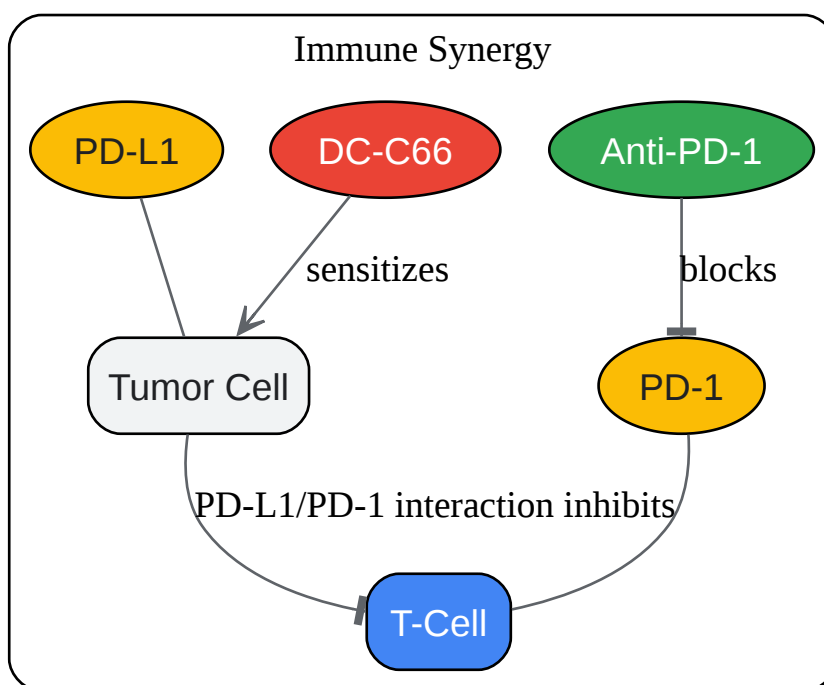 Immune Synergy
PD-L1
DC-C66
Anti-PD-1
sensitizes
blocks
Tumor Cell
PD-1
PD-L1/PD-1 interaction inhibits
T-Cell